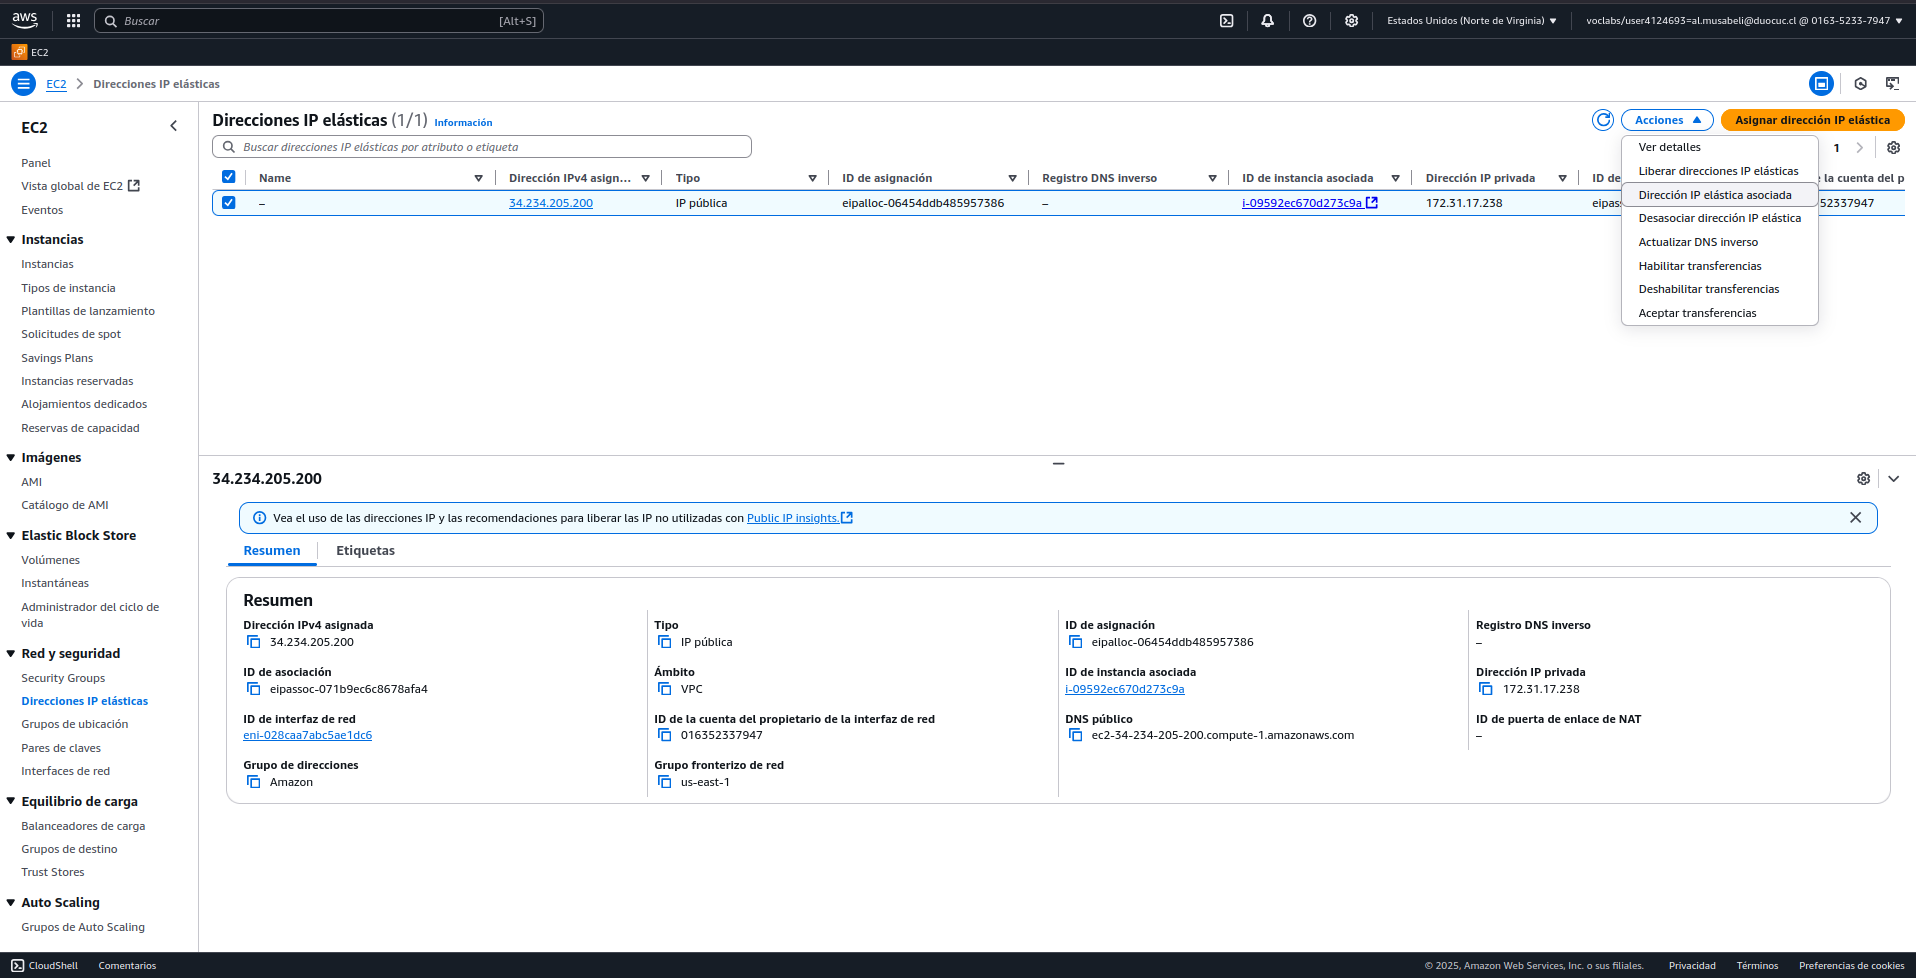 aws
Buscar
[Alt+S]
Estados Unidos (Norte de Virginia)
voclabs/user4124693=al.musabeli@duocuc.cl @ 0163-5233-7947
EC2
EC2
Direcciones IP elásticas
EC2
Panel
Vista global de EC2
Eventos
Instancias
Instancias
Tipos de instancia
Plantillas de lanzamiento
Solicitudes de spot
Savings Plans
Instancias reservadas
Alojamientos dedicados
Reservas de capacidad
Imágenes
AMI
Catálogo de AMI
Elastic Block Store
Volúmenes
Instantáneas
Administrador del ciclo de
vida
Red y seguridad
Security Groups
Direcciones IP elásticas
Grupos de ubicación
Pares de claves
Interfaces de red
Equilibrio de carga
Balanceadores de carga
Grupos de destino
Trust Stores
Auto Scaling
Grupos de Auto Scaling
Direcciones IP elásticas (1/1) Información
Acciones
Asignar dirección IP elástica
Buscar direcciones IP elásticas por atributo o etiqueta
1
Ver detalles
Liberar direcciones IP elásticas
Dirección IP elástica asociada
Desasociar dirección IP elástica
Actualizar DNS inverso
Habilitar transferencias
Deshabilitar transferencias
Aceptar transferencias
Name Dirección IPv4 asign... Tipo ID de asignación Registro DNS inverso ID de instancia asociada Dirección IP privada ID de la cuenta del p
– 34.234.205.200 IP pública eipalloc-06454ddb485957386 – i-09592ec670d273c9a 172.31.17.238 eipass 52337947
34.234.205.200
Vea el uso de las direcciones IP y las recomendaciones para liberar las IP no utilizadas con Public IP insights.
Resumen
Etiquetas
Resumen
Dirección IPv4 asignada
34.234.205.200
Tipo
IP pública
ID de asignación
eipalloc-06454ddb485957386
Registro DNS inverso
–
ID de asociación
eipassoc-071b9ec6c8678afa4
Ámbito
VPC
ID de instancia asociada
i-09592ec670d273c9a
Dirección IP privada
172.31.17.238
ID de interfaz de red
eni-028caa7abc5ae1dc6
ID de la cuenta del propietario de la interfaz de red
016352337947
DNS público
ec2-34-234-205-200.compute-1.amazonaws.com
ID de puerta de enlace de NAT
–
Grupo de direcciones
Amazon
Grupo fronterizo de red
us-east-1
CloudShell
Comentarios
© 2025, Amazon Web Services, Inc. o sus filiales.
Privacidad
Términos
Preferencias de cookies